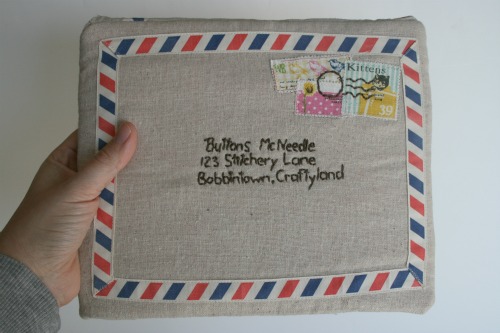 Kittens
39
Buttons McNeedle
123 Stitchery Lane
Bobbintown, Craftyland